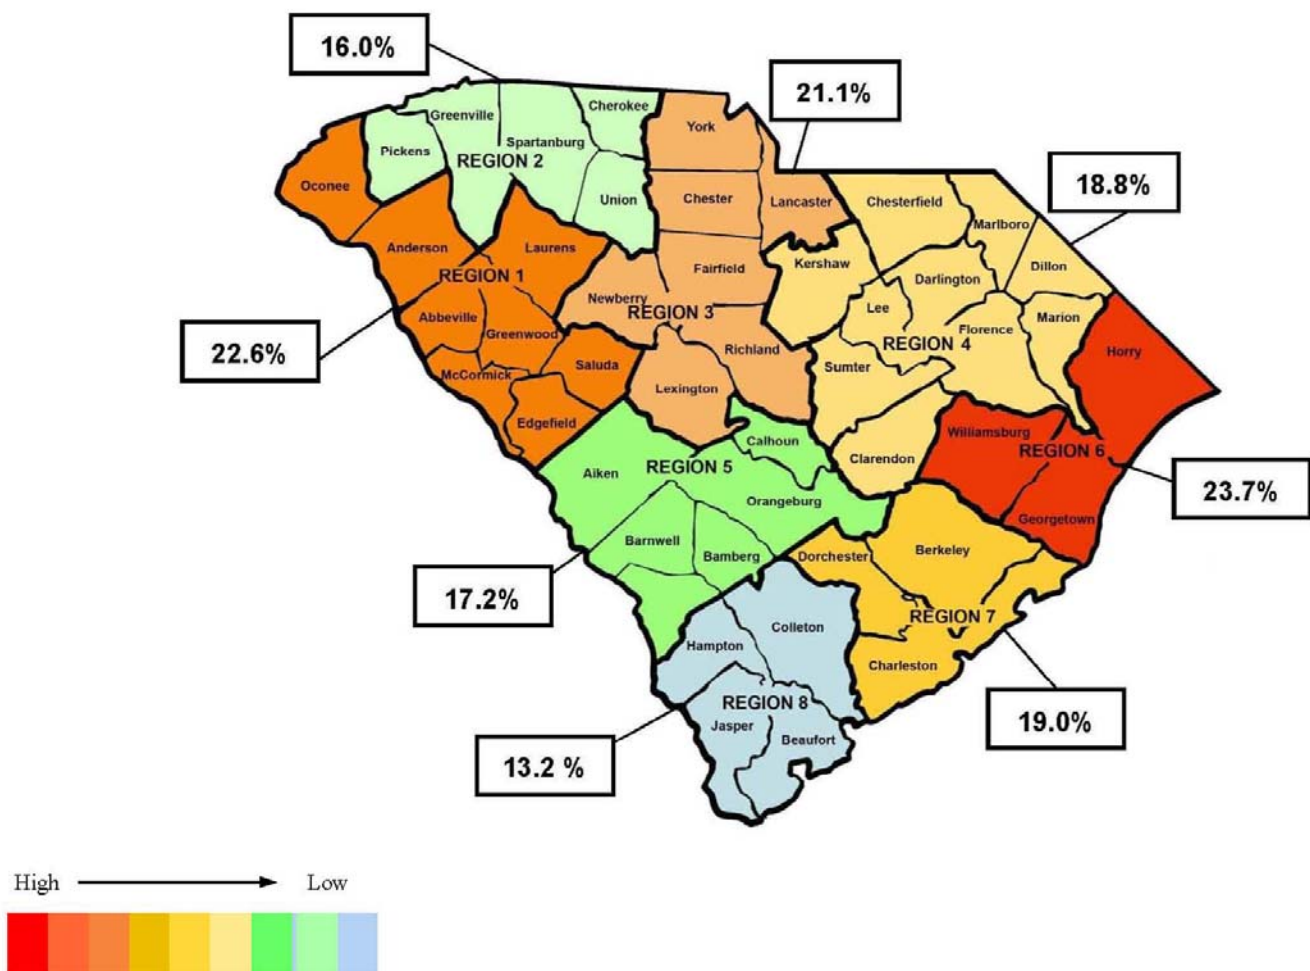 16.0%
21.1%
Cherokee
Greenville
York
Spartanburg
Pickens
REGION 2
18.8%
Oconee
Union
Chester
Lancaster
Chesterfield
Marlboro
Anderson
Laurens
Kershaw
Dillon
REGION 1
Fairfield
Darlington
Newberry
REGION 3
Lee
Abbeville
Greenwood
Florence
Marion
REGION 4
22.6%
Richland
Horry
McCormick
Saluda
Sumter
Lexington
Edgefield
Williamsburg
Calhoun
REGION 6
Clarendon
Aiken
REGION 5
23.7%
Orangeburg
Georgetown
Barnwell
Bamberg
Dorchester
Berkeley
17.2%
REGION 7
Colleton
Hampton
Charleston
REGION 8
Jasper
Beaufort
19.0%
13.2 %
High
Low